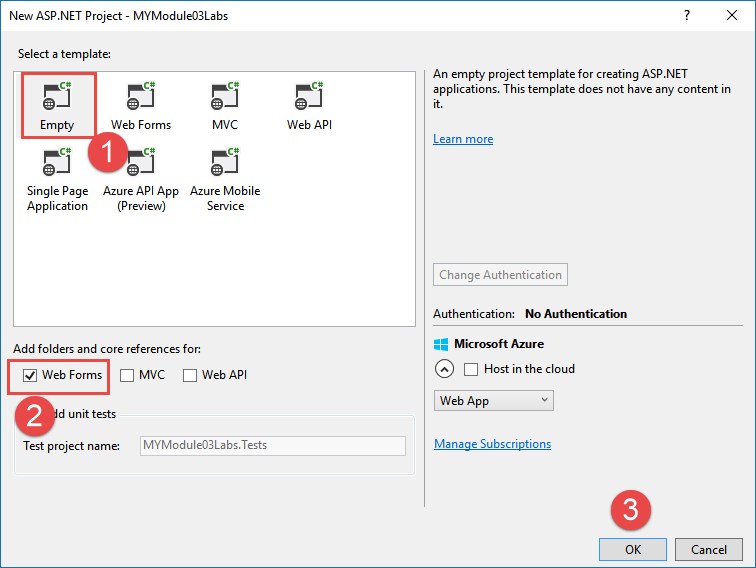 New ASP.NET Project - MYModule03Labs
?
Select a template:
C# C# C# C#
Empty Web Forms MVC Web API
1
C# C# C#
Single Page Azure API App Azure Mobile
Application (Preview) Service
An empty project template for creating ASP.NET
applications. This template does not have any content in
it.
Learn more
Change Authentication
Authentication: No Authentication
Microsoft Azure
Host in the cloud
Web App
Manage Subscriptions
Add folders and core references for:
Web Forms MVC Web API
2
dd unit tests
Test project name: MYModule03Labs.Tests
3
OK Cancel